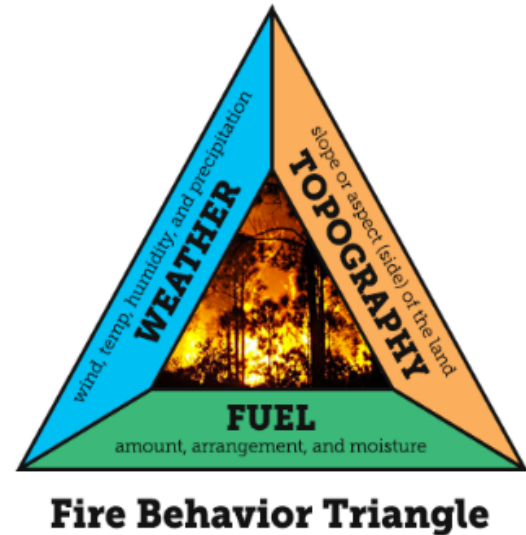 WEATHER
wind, temp, humidity, and precipitation
TOPOGRAPHY
slope or aspect (side) of the land
FUEL
amount, arrangement, and moisture
Fire Behavior Triangle